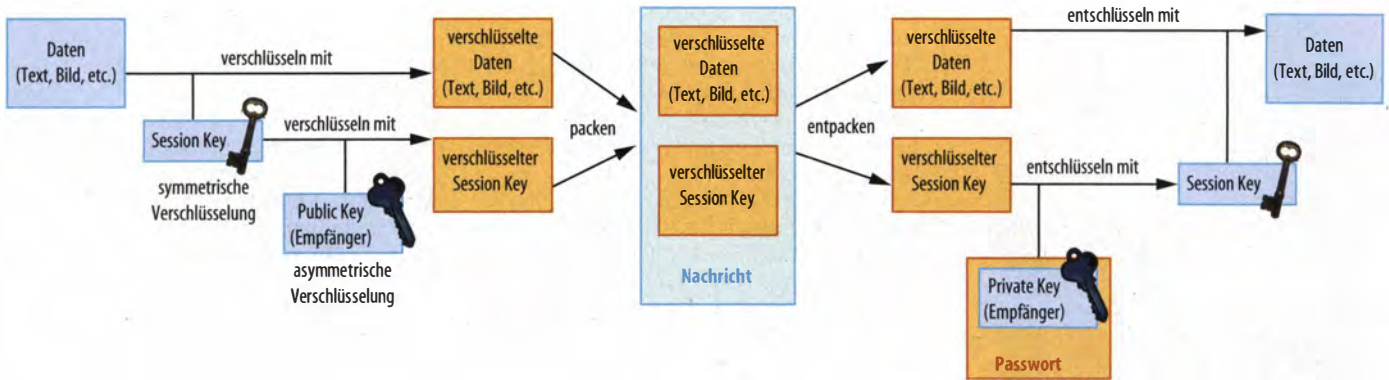 Daten
(Text, Bild, etc.)
verschlüsseln mit
Session Key
symmetrische
Verschlüsselung
verschlüsseln mit
Public Key
(Empfänger)
asymmetrische
Verschlüsselung
verschlüsselte
Daten
(Text, Bild, etc.)
verschlüsselter
Session Key
packen
verschlüsselte
Daten
(Text, Bild, etc.)
verschlüsselter
Session Key
Nachricht
entpacken
verschlüsselte
Daten
(Text, Bild, etc.)
verschlüsselter
Session Key
entschlüseln mit
entschlüseln mit
Private Key
(Empfänger)
Passwort
Session Key
Daten
(Text, Bild, etc.)